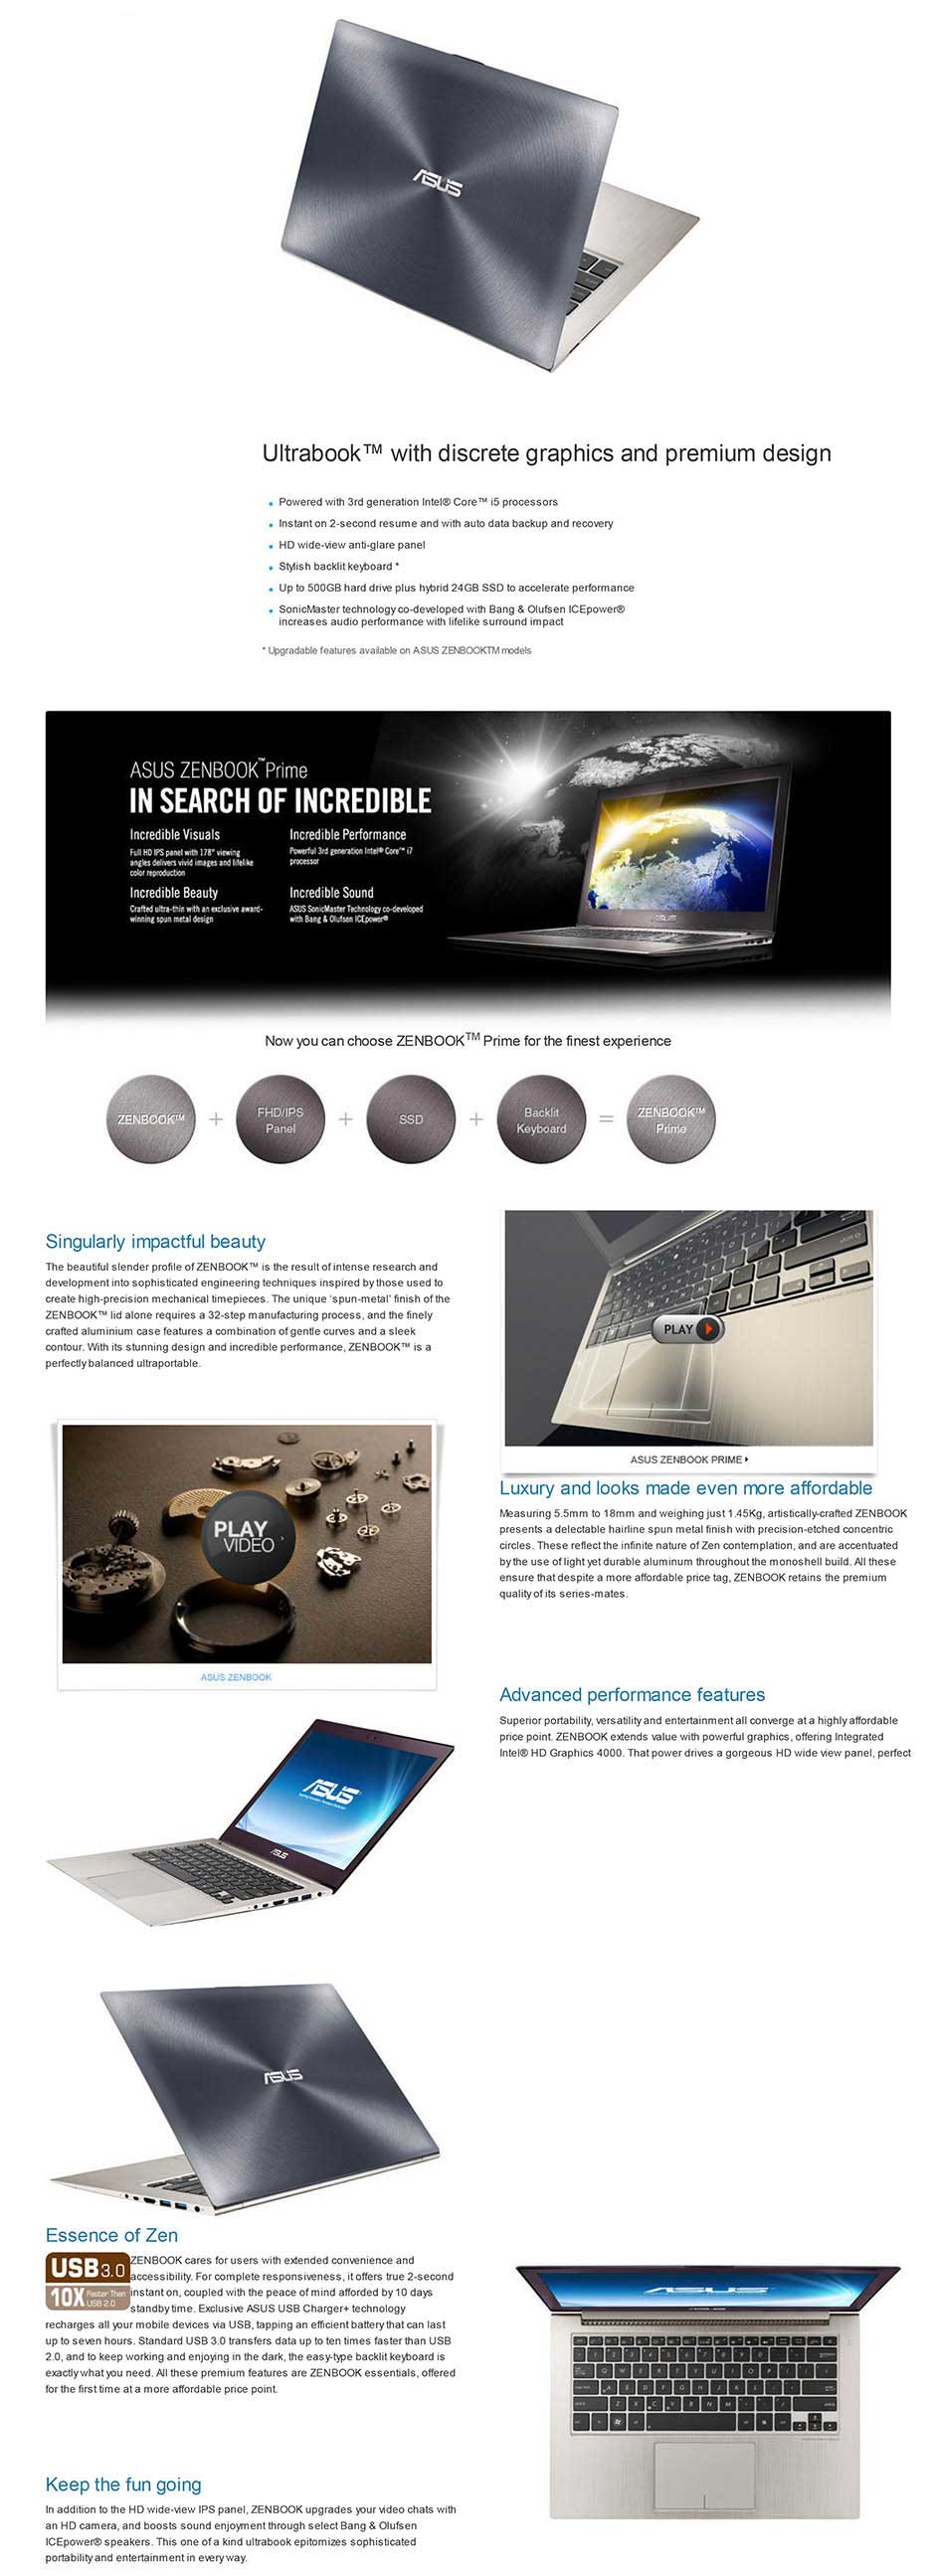 ASUS
Ultrabook™ with discrete graphics and premium design
Powered with 3rd generation Intel® Core™ i5 processors
Instant on 2-second resume and with auto data backup and recovery
HD wide-view anti-glare panel
Stylish backlit keyboard *
Up to 500GB hard drive plus hybrid 24GB SSD to accelerate performance
SonicMaster technology co-developed with Bang & Olufsen ICEpower®
increases audio performance with lifelike surround impact
* Upgradable features available on ASUS ZENBOOKTM models
ASUS ZENBOOK™ Prime
IN SEARCH OF INCREDIBLE
Incredible Visuals
Full HD IPS panel with 178° viewing
angles delivers vivid images and lifelike
color reproduction
Incredible Performance
Powerful 3rd generation Intel® Core™ i7
processor
Incredible Beauty
Crafted ultra-thin with an exclusive award-
winning spun metal design
Incredible Sound
ASUS SonicMaster Technology co-developed
with Bang & Olufsen ICEpower®
ASUS
Now you can choose ZENBOOK™ Prime for the finest experience
ZENBOOK™ + FHD/IPS Panel + SSD + Backlit Keyboard = ZENBOOK™ Prime
Singularly impactful beauty
The beautiful slender profile of ZENBOOK™ is the result of intense research and
development into sophisticated engineering techniques inspired by those used to
create high-precision mechanical timepieces. The unique ‘spun-metal’ finish of the
ZENBOOK™ lid alone requires a 32-step manufacturing process, and the finely
crafted aluminium case features a combination of gentle curves and a sleek
contour. With its stunning design and incredible performance, ZENBOOK™ is a
perfectly balanced ultraportable.
PLAY
ASUS ZENBOOK PRIME
PLAY
VIDEO
ASUS ZENBOOK
Luxury and looks made even more affordable
Measuring 5.5mm to 18mm and weighing just 1.45Kg, artistically-crafted ZENBOOK
presents a delectable hairline spun metal finish with precision-etched concentric
circles. These reflect the infinite nature of Zen contemplation, and are accentuated
by the use of light yet durable aluminum throughout the monoshell build. All these
ensure that despite a more affordable price tag, ZENBOOK retains the premium
quality of its series-mates.
Advanced performance features
Superior portability, versatility and entertainment all converge at a highly affordable
price point. ZENBOOK extends value with powerful graphics, offering Integrated
Intel® HD Graphics 4000. That power drives a gorgeous HD wide view panel, perfect
ASUS
ASUS
ASUS
Essence of Zen
USB 3.0
10X Faster Than
USB 2.0
ZENBOOK cares for users with extended convenience and
accessibility. For complete responsiveness, it offers true 2-second
instant on, coupled with the peace of mind afforded by 10 days
standby time. Exclusive ASUS USB Charger+ technology
recharges all your mobile devices via USB, tapping an efficient battery that can last
up to seven hours. Standard USB 3.0 transfers data up to ten times faster than USB
2.0, and to keep working and enjoying in the dark, the easy-type backlit keyboard is
exactly what you need. All these premium features are ZENBOOK essentials, offered
for the first time at a more affordable price point.
ASUS
Keep the fun going
In addition to the HD wide-view IPS panel, ZENBOOK upgrades your video chats with
an HD camera, and boosts sound enjoyment through select Bang & Olufsen
ICEpower® speakers. This one of a kind ultrabook epitomizes sophisticated
portability and entertainment in every way.